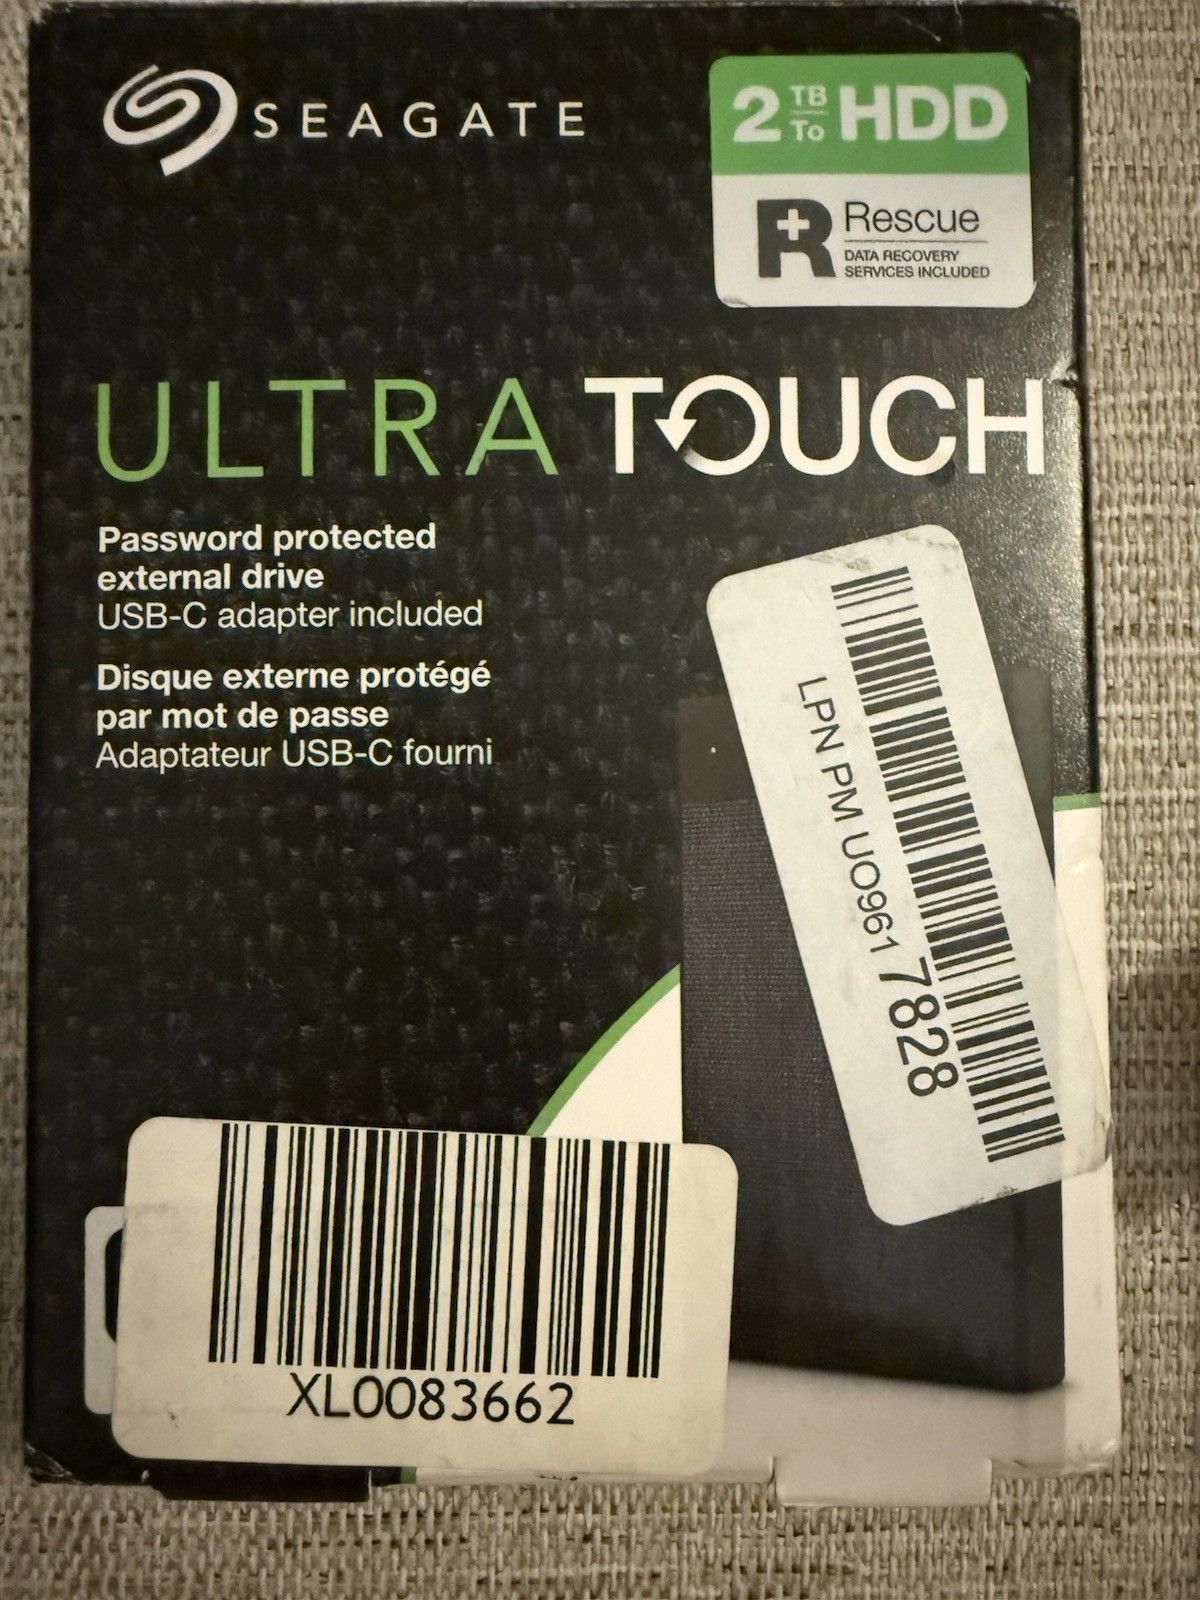 SEAGATE
2 TB To HDD
Rescue
DATA RECOVERY
SERVICES INCLUDED
ULTRA TOUCH
Password protected
external drive
USB-C adapter included
Disque externe protégé
par mot de passe
Adaptateur USB-C fourni
LPN PM UO961 7828
XL0083662